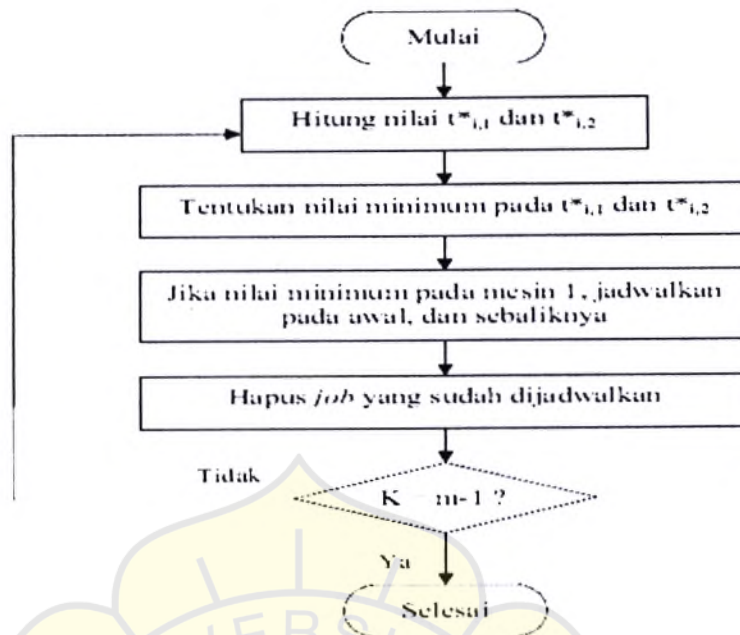 Mulai
Hitung nilai t*i,1 dan t*i,2
Tentukan nilai minimum pada t*i,1 dan t*i,2
Jika nilai minimum pada mesin 1, jadwalkan
pada awal, dan sebaliknya
Hapus job yang sudah dijadwalkan
Tidak
K m-1 ?
Ya
Selesai